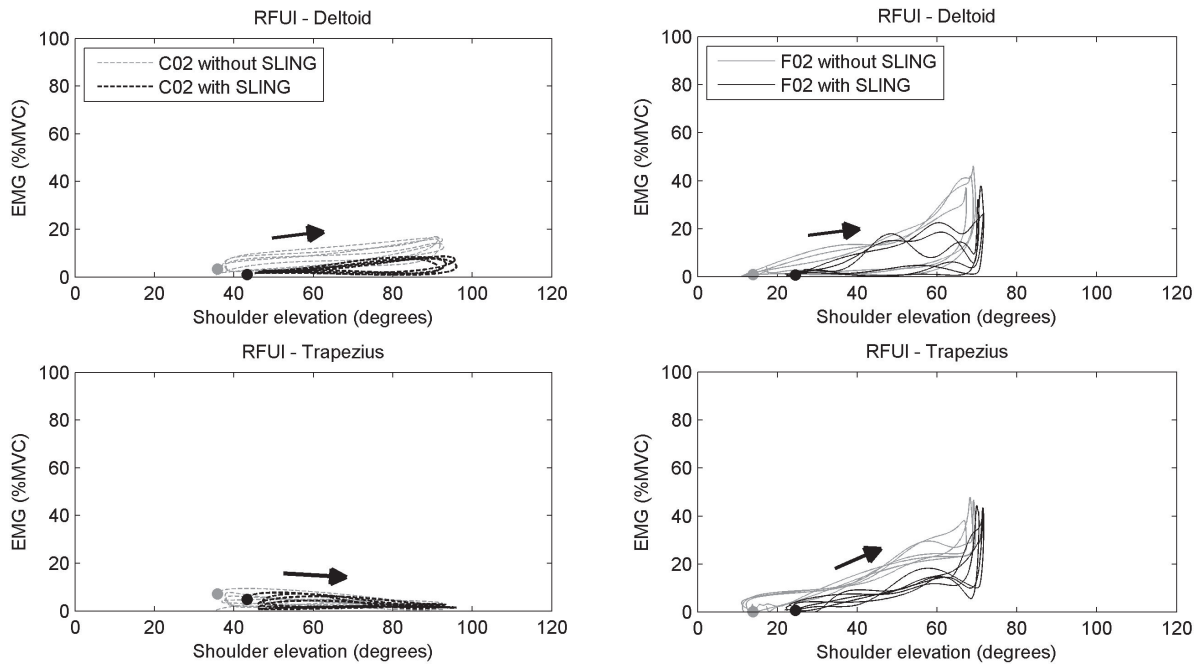 RFUI - Deltoid
100
80
60
40
20
0
EMG (%MVC)
C02 without SLING
C02 with SLING
0 20 40 60 80 100 120
Shoulder elevation (degrees)
RFUI - Deltoid
100
80
60
40
20
0
EMG (%MVC)
F02 without SLING
F02 with SLING
0 20 40 60 80 100 120
Shoulder elevation (degrees)
RFUI - Trapezius
100
80
60
40
20
0
EMG (%MVC)
0 20 40 60 80 100 120
Shoulder elevation (degrees)
RFUI - Trapezius
100
80
60
40
20
0
EMG (%MVC)
0 20 40 60 80 100 120
Shoulder elevation (degrees)